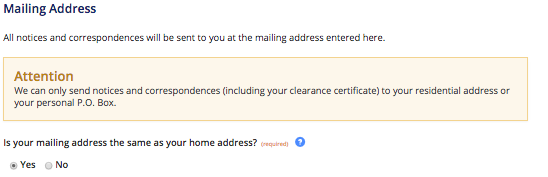 Mailing Address
All notices and correspondences will be sent to you at the mailing address entered here.
Attention
We can only send notices and correspondences (including your clearance certificate) to your residential address or
your personal P.O. Box.
Is your mailing address the same as your home address? (required) ?
Yes No